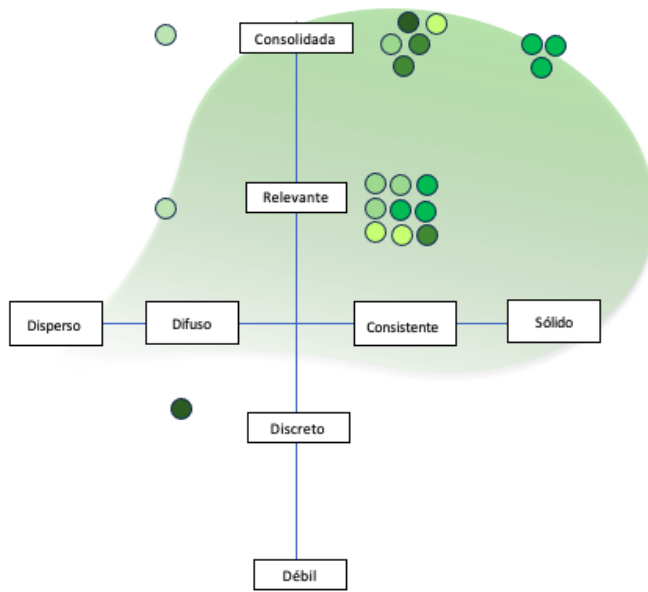 Consolidada
Relevante
Disperso
Difuso
Consistente
Sólido
Discreto
Débil